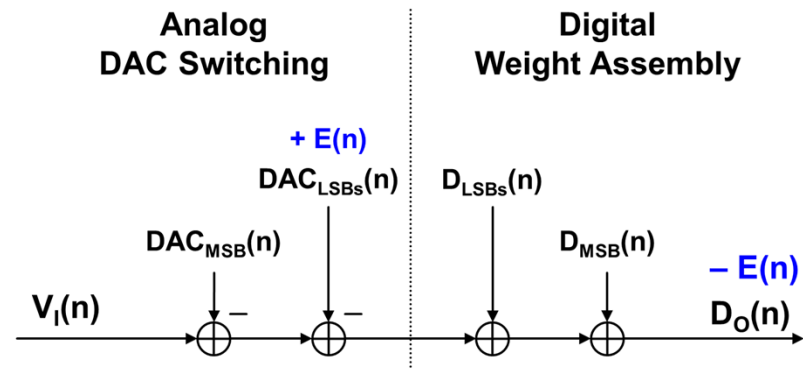 Analog
DAC Switching
Digital
Weight Assembly
+ E(n)
DAC_LSBs(n)
D_LSBs(n)
DAC_MSB(n)
D_MSB(n)
– E(n)
V_I(n)
–
–
D_O(n)